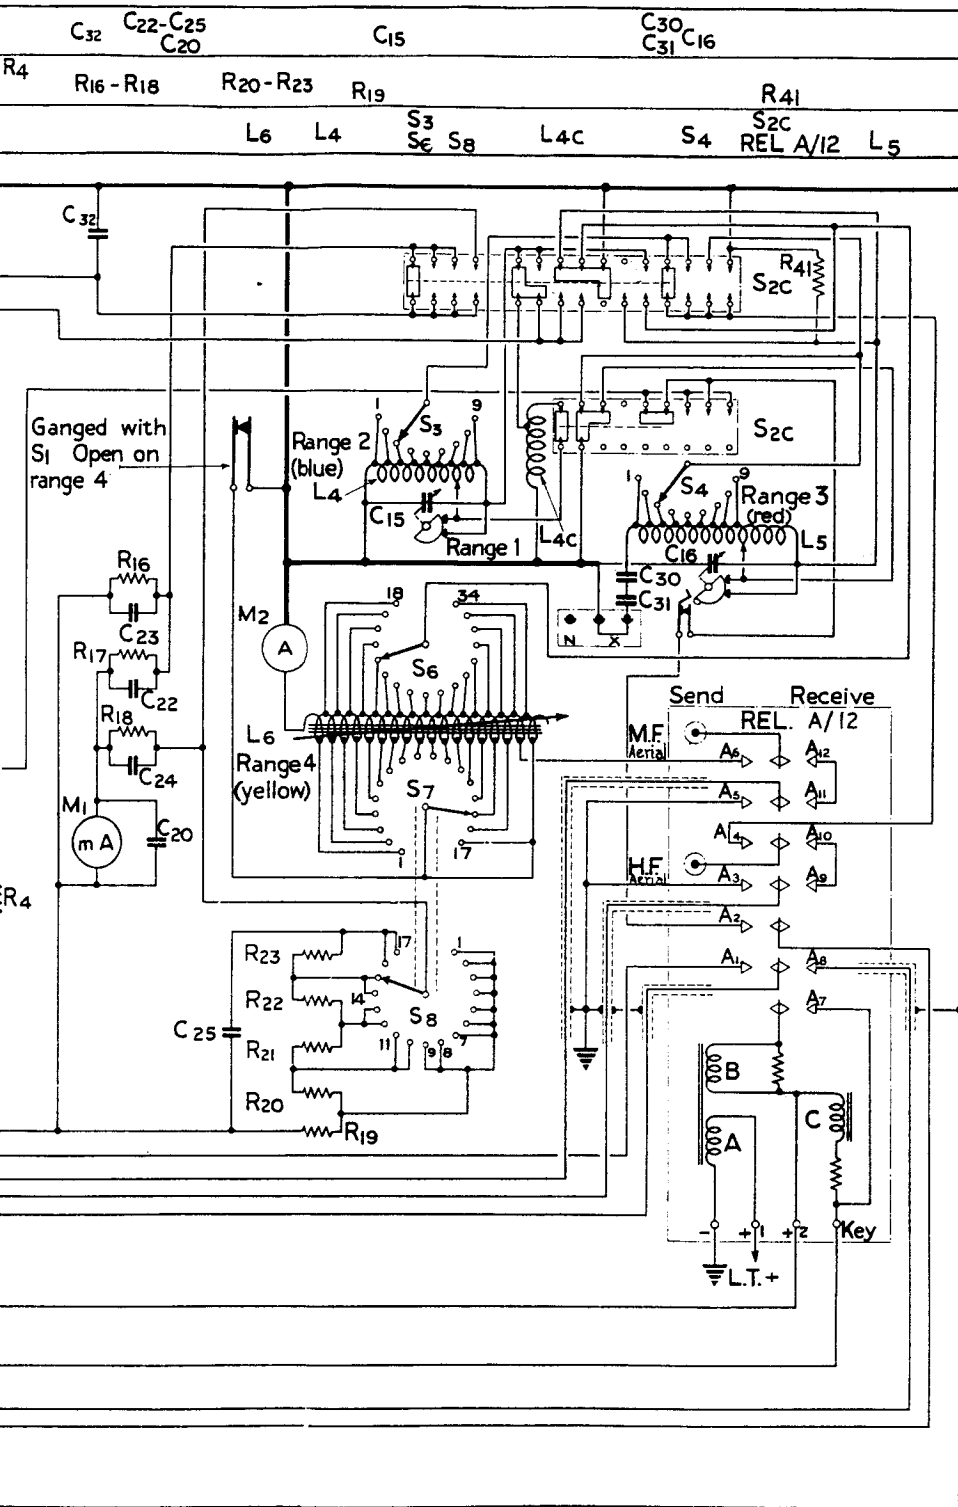 C32 C22-C25 C15 C30 C16
C20 C31
R4
R16 - R18 R20 - R23 R19 R41
L6 L4 S3 S8 L4C S4 S2C L5
REL A/12
C32
R41
S2C
1 9
Ganged with
S1 Open on
range 4
Range 2
(blue)
S3
S2C
L4
C15
Range 1
L4C
1 9
S4
Range 3
(red)
L5
C16
R16
C30
C31
C23
M2
A
18 34
N X
R17
S6
C22
Send Receive
R18
REL. A/12
L6
Range 4
(yellow)
M.F.
Aerial
A6 A12
C24
S7
A5 A11
M1
mA
C20
A4 A10
1 17
H.F.
Aerial
A3 A9
R4
A2
R23
17 1
A1 A8
R22
14
S8
A7
C25
R21
11 9 8 7
B
R20
C
R19
A
- +1 +2 Key
L.T.+